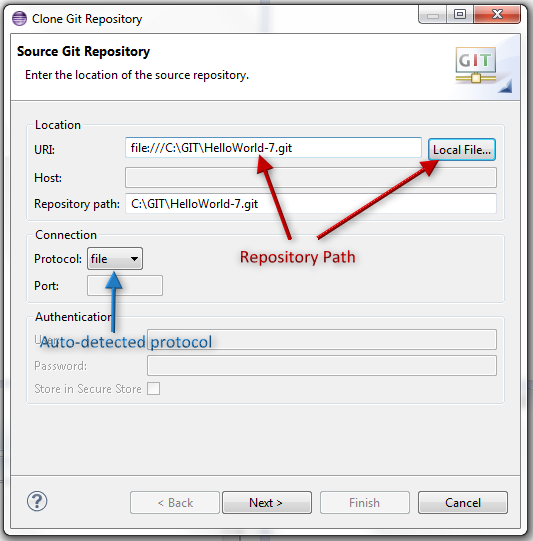 Clone Git Repository
Source Git Repository
Enter the location of the source repository.
GIT
Location
URI: file:///C:\GIT\HelloWorld-7.git Local File...
Host:
Repository path: C:\GIT\HelloWorld-7.git
Connection
Protocol: file
Repository Path
Port:
Authentication
User:
Auto-detected protocol
Password:
Store in Secure Store
? < Back Next > Finish Cancel